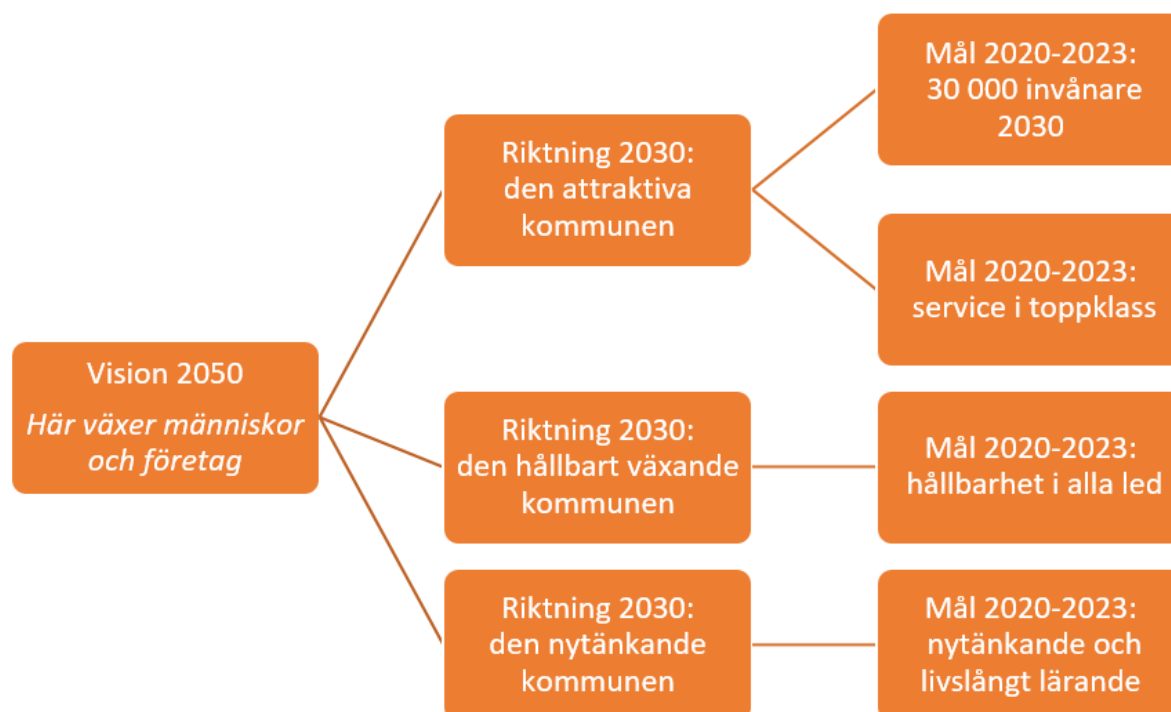 Vision 2050
Här växer människor
och företag
Riktning 2030:
den attraktiva
kommunen
Mål 2020-2023:
30 000 invånare
2030
Mål 2020-2023:
service i toppklass
Riktning 2030:
den hållbart växande
kommunen
Mål 2020-2023:
hållbarhet i alla led
Riktning 2030:
den nytänkande
kommunen
Mål 2020-2023:
nytänkande och
livslångt lärande